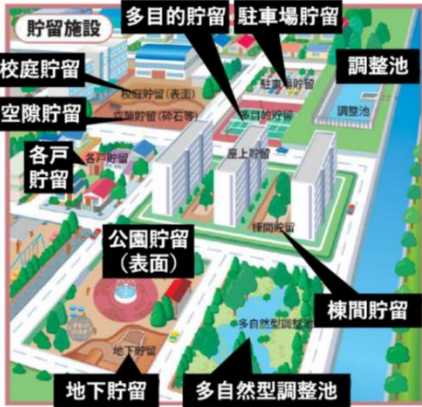 貯留施設
多目的貯留
駐車場貯留
校庭貯留
調整池
校庭貯留(表面)
駐車場貯留
空隙貯留
空隙貯留(砕石等)
多目的貯留
調整池
各戸
貯留
各戸貯留
屋上貯留
公園貯留
(表面)
棟間貯留
棟間貯留
多自然型調整池
地下貯留
地下貯留
多自然型調整池